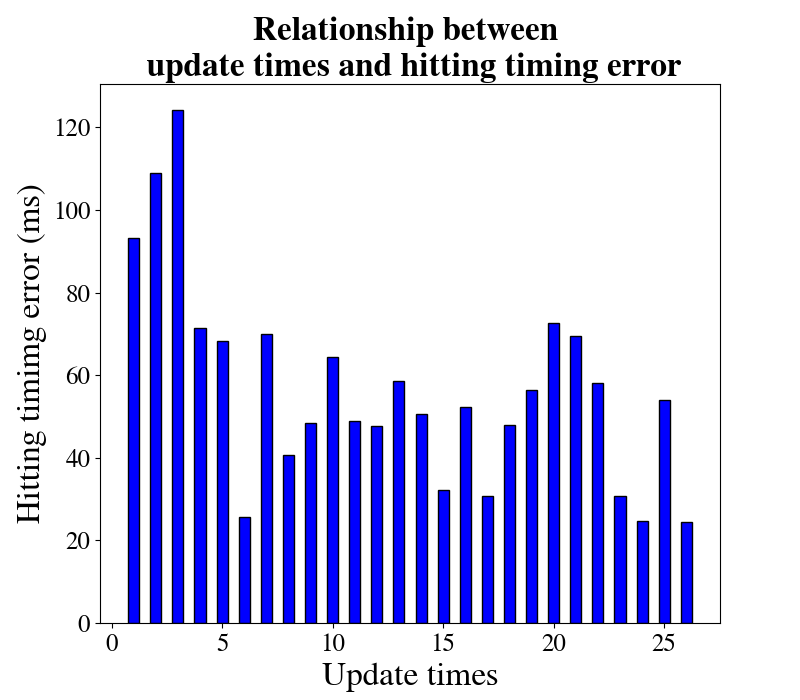 Relationship between
update times and hitting timing error
Hitting timimg error (ms)
120
100
80
60
40
20
0
0 5 10 15 20 25
Update times